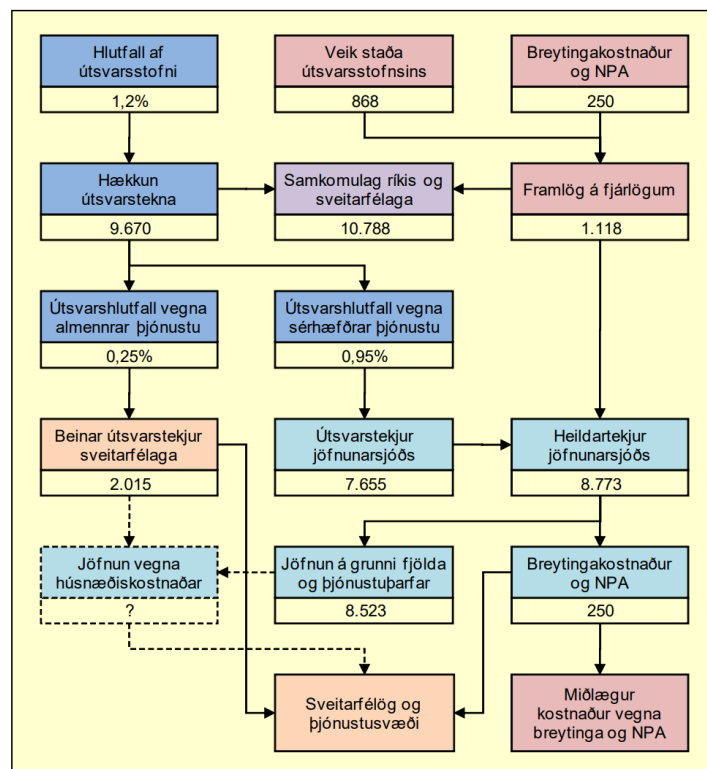 Hlutfall af
útsvarsstofni
1,2%
Veik staða
útsvarsstofnsins
868
Breytingakostnaður
og NPA
250
Hækkun
útsvarstekna
9.670
Samkomulag ríkis og
sveitarfélaga
10.788
Framlög á fjárlögum
1.118
Útsvarshlutfall vegna
almennrar þjónustu
0,25%
Útsvarshlutfall vegna
sérhæfðrar þjónustu
0,95%
Beinar útsvarstekjur
sveitarfélaga
2.015
Útsvarstekjur
jöfnunarsjóðs
7.655
Heildartekjur
jöfnunarsjóðs
8.773
Jöfnun vegna
húsnæðiskostnaðar
?
Jöfnun á grunni fjölda
og þjónustuþarfar
8.523
Breytingakostnaður
og NPA
250
Sveitarfélög og
þjónustusvæði
Miðlægur
kostnaður vegna
breytinga og NPA